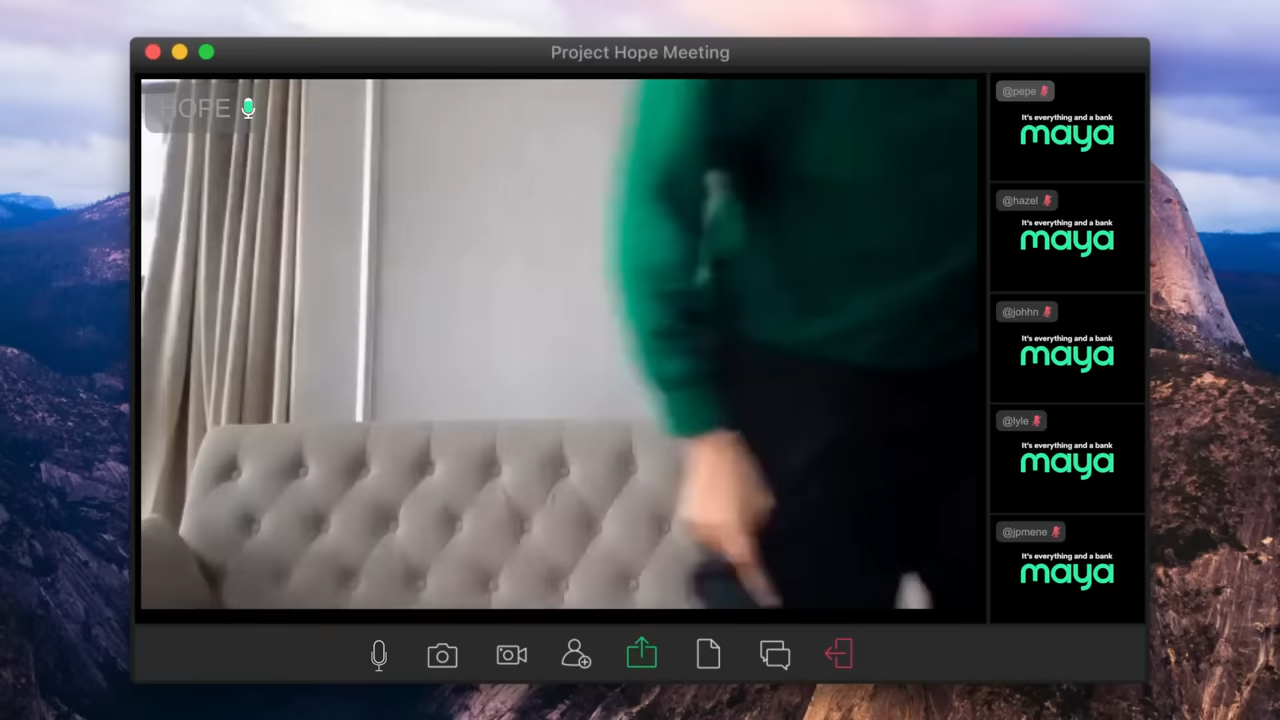 Project Hope Meeting
HOPE
@pepe
It's everything and a bank
maya
@hazel
It's everything and a bank
maya
@johhn
It's everything and a bank
maya
@lyle
It's everything and a bank
maya
@jpmene
It's everything and a bank
maya